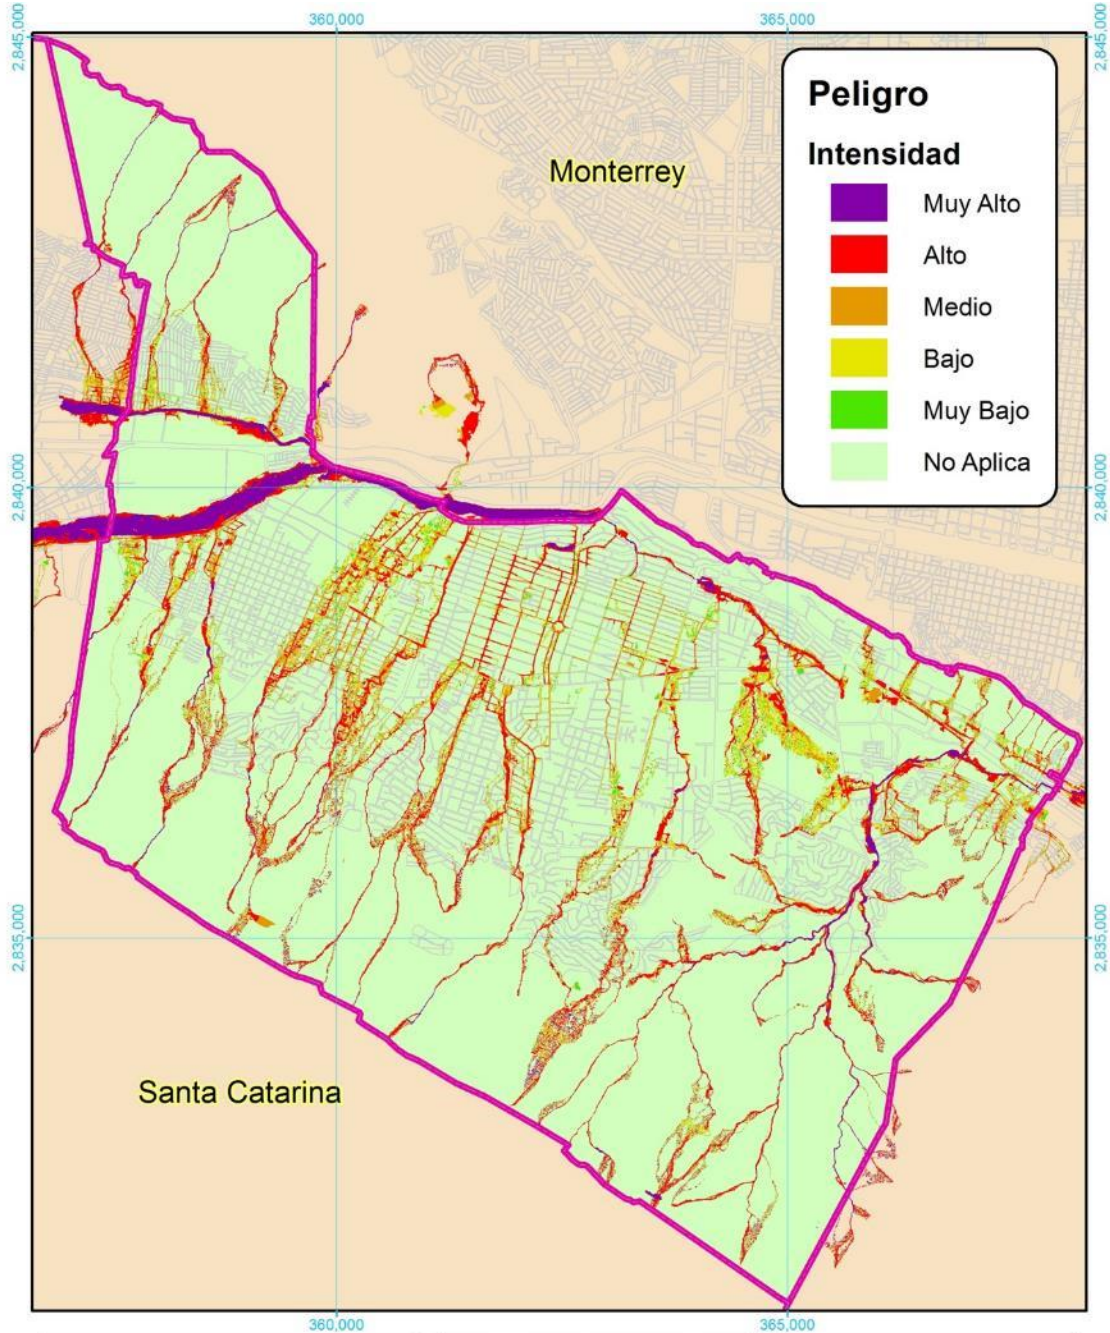 360,000
365,000
2,845,000
2,845,000
Peligro
Intensidad
Muy Alto
Alto
Medio
Bajo
Muy Bajo
No Aplica
Monterrey
2,840,000
2,840,000
2,835,000
2,835,000
Santa Catarina
360,000
365,000